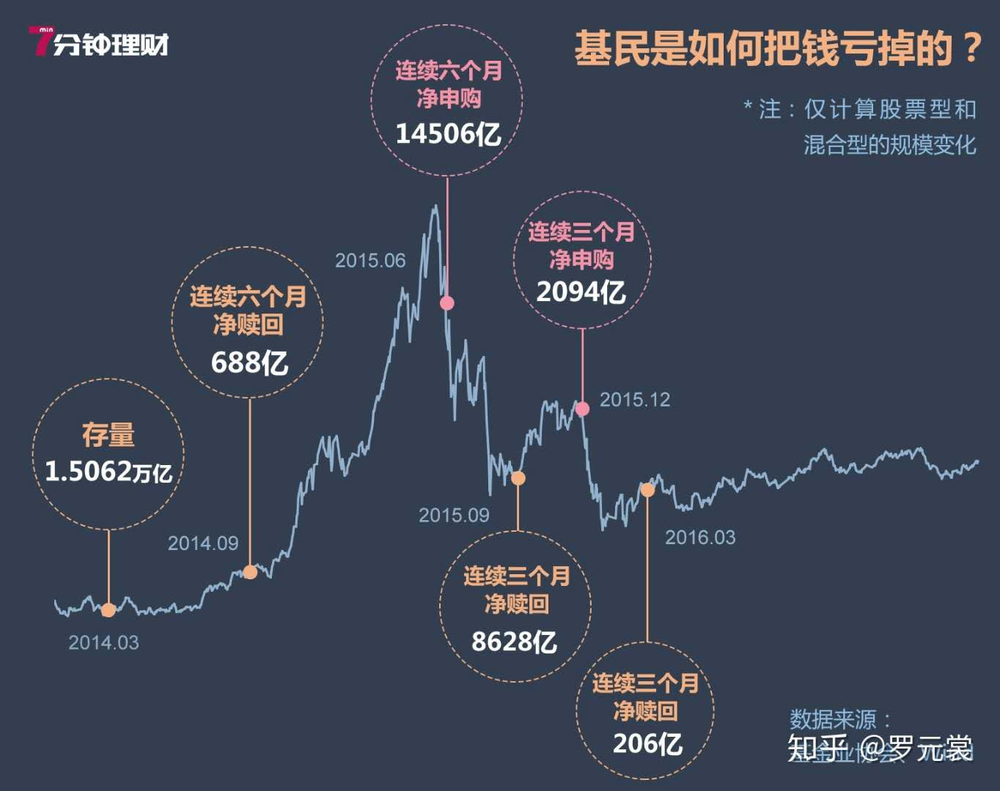 7min分钟理财
基民是如何把钱亏掉的？
*注：仅计算股票型和
混合型的规模变化
连续六个月
净申购
14506亿
连续三个月
净申购
2094亿
2015.06
连续六个月
净赎回
688亿
2015.12
存量
1.5062万亿
2015.09
2014.09
2016.03
连续三个月
净赎回
8628亿
2014.03
连续三个月
净赎回
206亿
数据来源：
基金业协会、Wind
知乎 @罗元裳